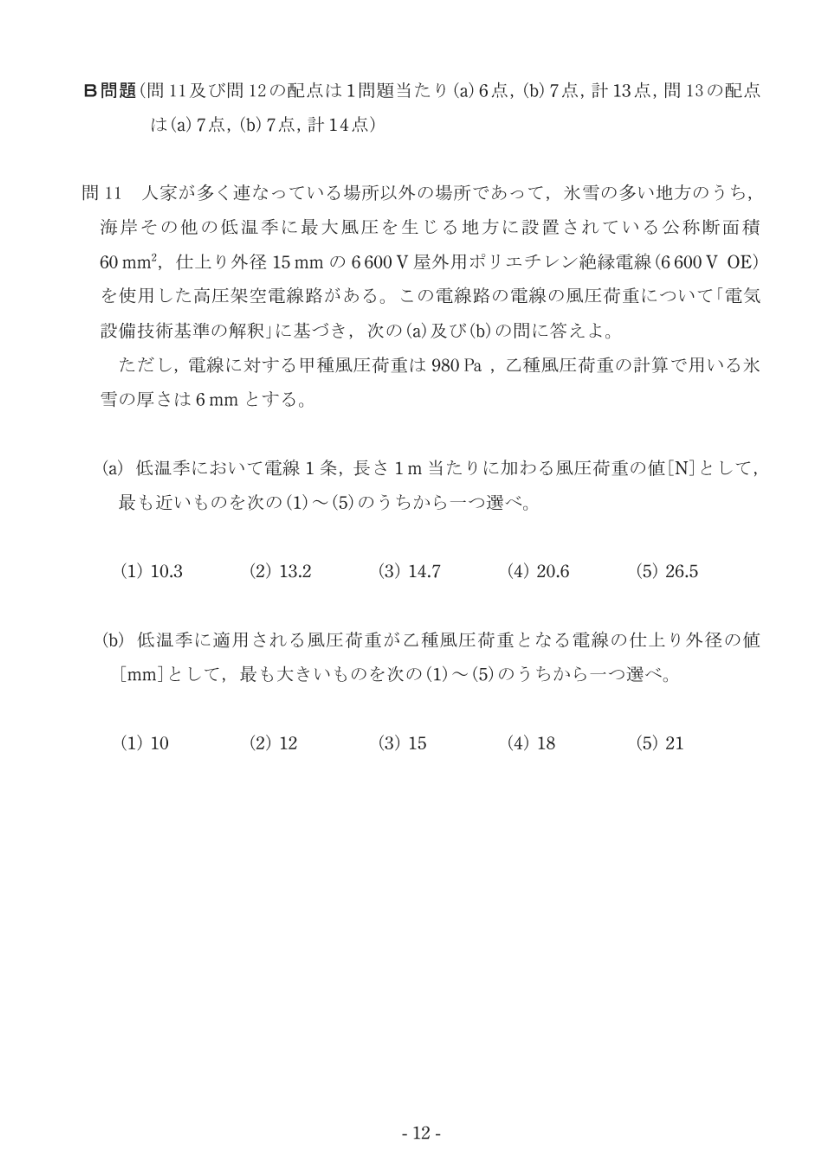 B問題(問11及び問12の配点は1問題当たり(a)6点,(b)7点,計13点,問13の配点
は(a)7点,(b)7点,計14点)
問11 人家が多く連なっている場所以外の場所であって,氷雪の多い地方のうち,
海岸その他の低温季に最大風圧を生じる地方に設置されている公称断面積
60 mm²,仕上り外径15 mmの6 600 V屋外用ポリエチレン絶縁電線(6 600 V OE)
を使用した高圧架空電線路がある。この電線路の電線の風圧荷重について「電気
設備技術基準の解釈」に基づき,次の(a)及び(b)の問に答えよ。
ただし,電線に対する甲種風圧荷重は980 Pa ,乙種風圧荷重の計算で用いる氷
雪の厚さは6 mmとする。
(a) 低温季において電線1条,長さ1 m当たりに加わる風圧荷重の値[N]として,
最も近いものを次の(1)~(5)のうちから一つ選べ。
(1) 10.3 (2) 13.2 (3) 14.7 (4) 20.6 (5) 26.5
(b) 低温季に適用される風圧荷重が乙種風圧荷重となる電線の仕上り外径の値
[mm]として,最も大きいものを次の(1)~(5)のうちから一つ選べ。
(1) 10 (2) 12 (3) 15 (4) 18 (5) 21
- 12 -